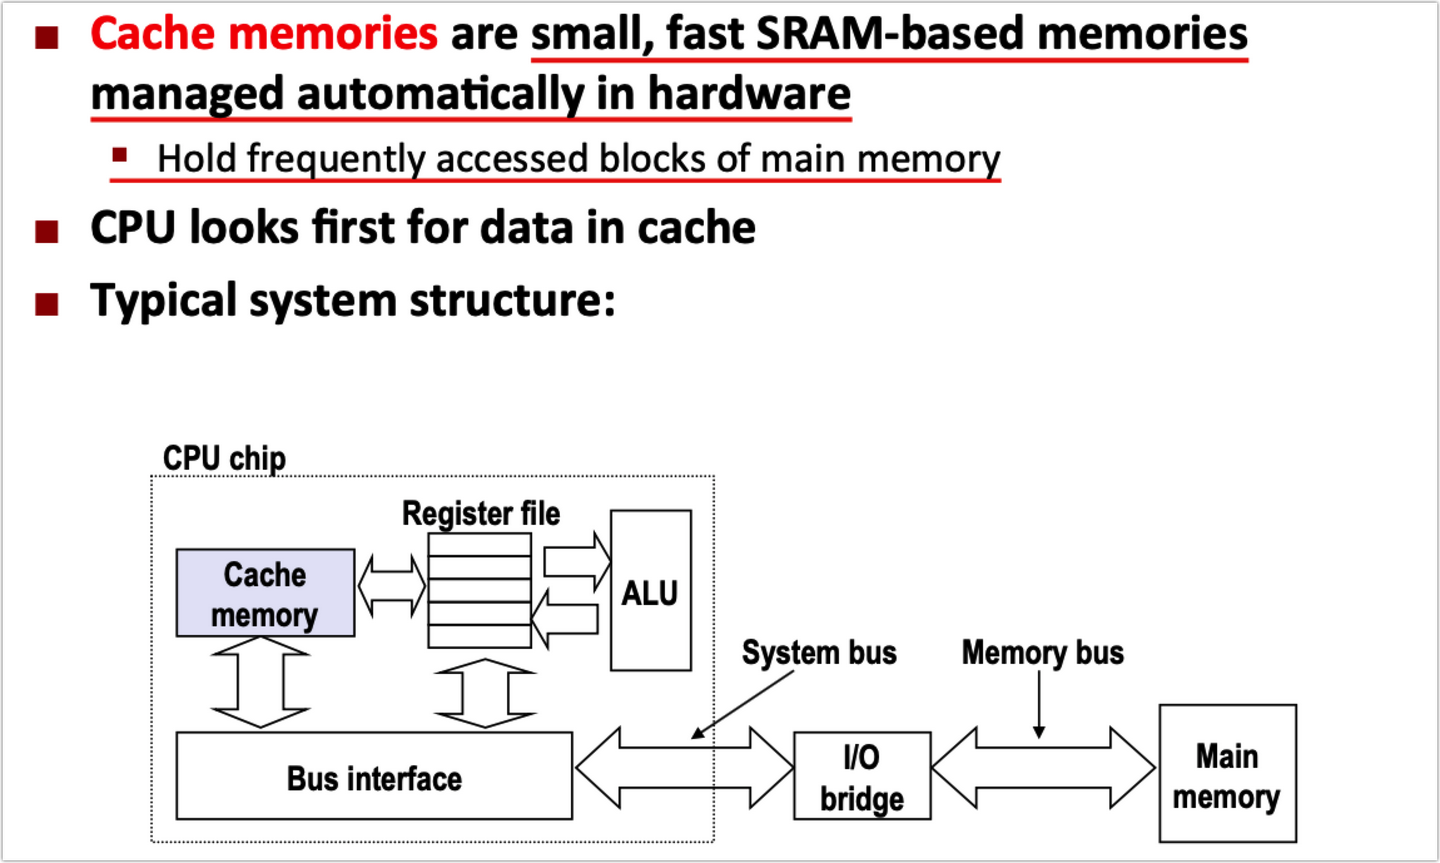 Cache memories are small, fast SRAM-based memories
managed automatically in hardware
Hold frequently accessed blocks of main memory
CPU looks first for data in cache
Typical system structure:
CPU chip
Register file
Cache
memory
ALU
System bus
Memory bus
Bus interface
I/O
bridge
Main
memory